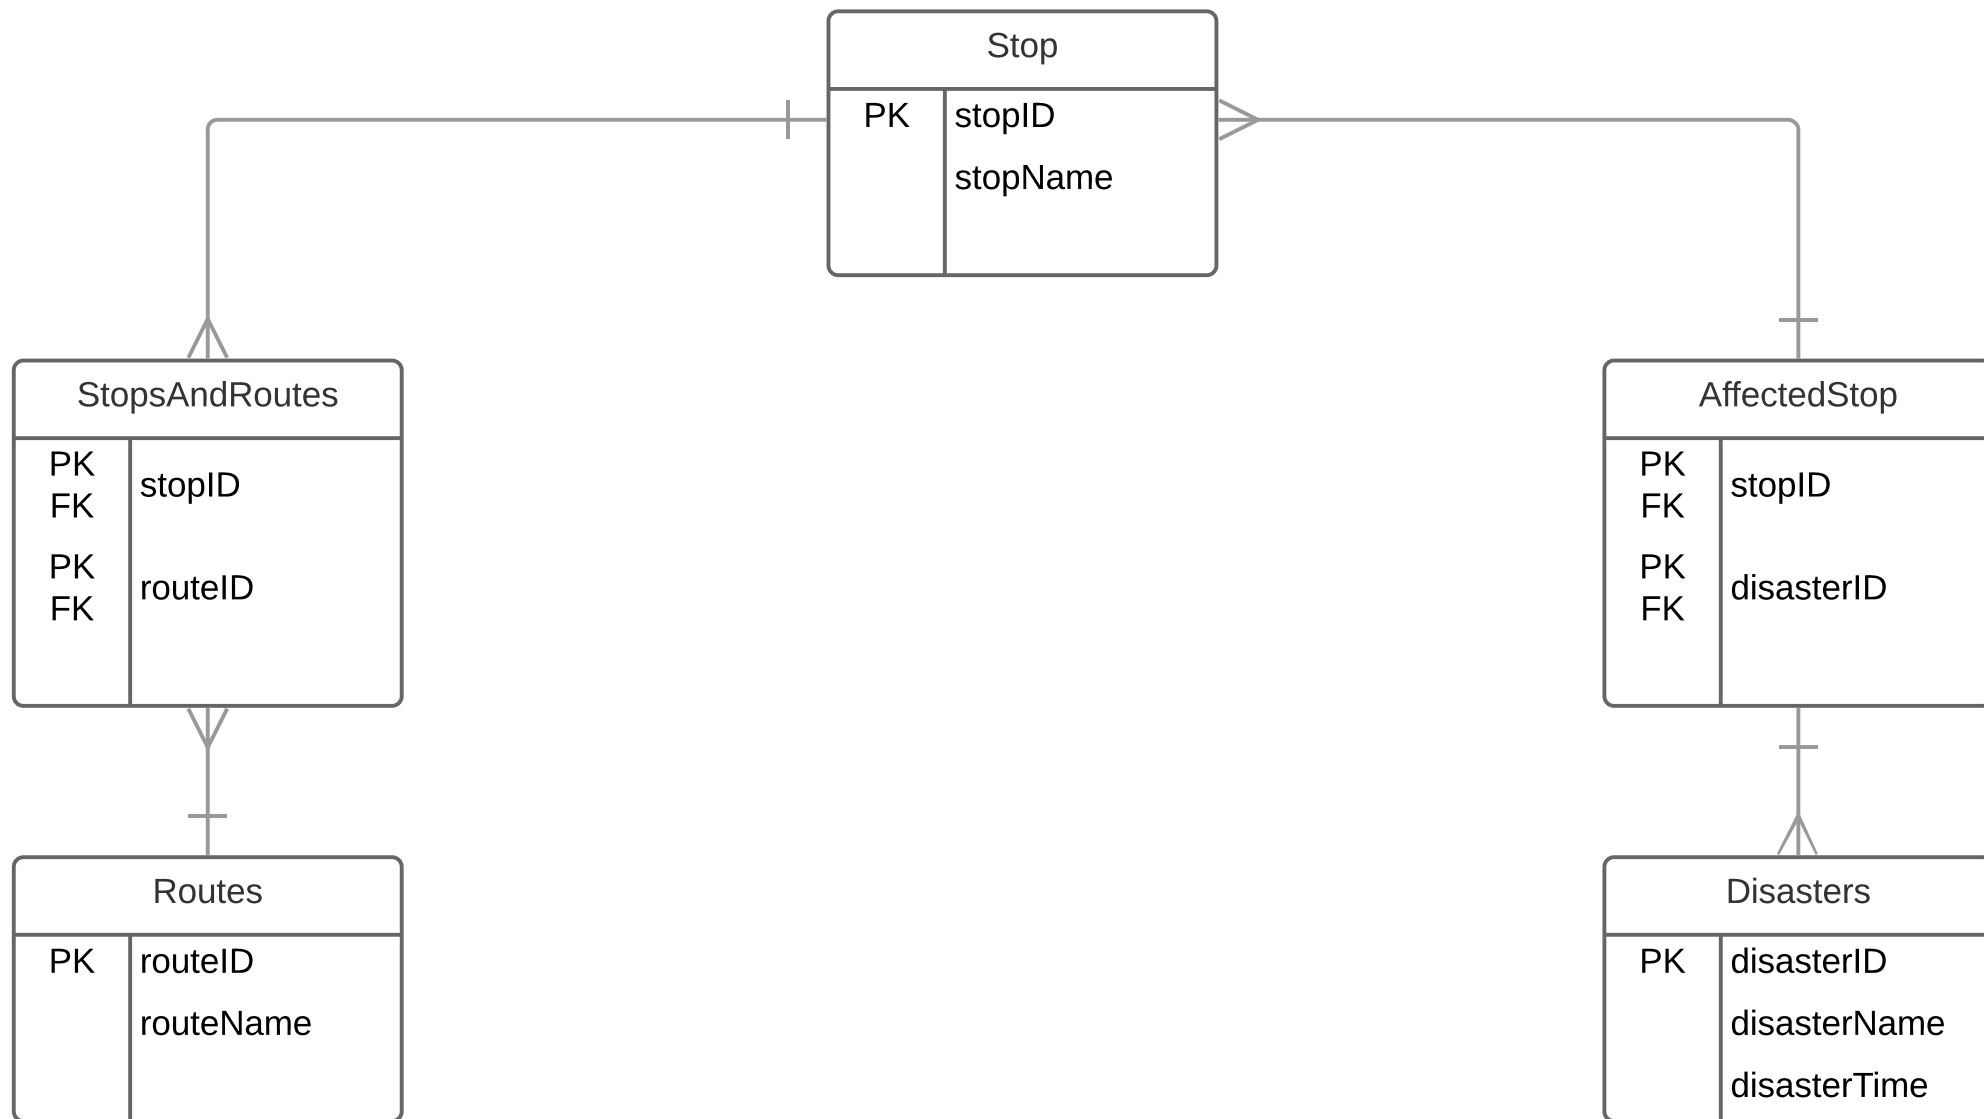 Stop
PK stopID
stopName
StopsAndRoutes
PK
FK
stopID
PK
FK
routeID
AffectedStop
PK
FK
stopID
PK
FK
disasterID
Routes
PK routeID
routeName
Disasters
PK disasterID
disasterName
disasterTime